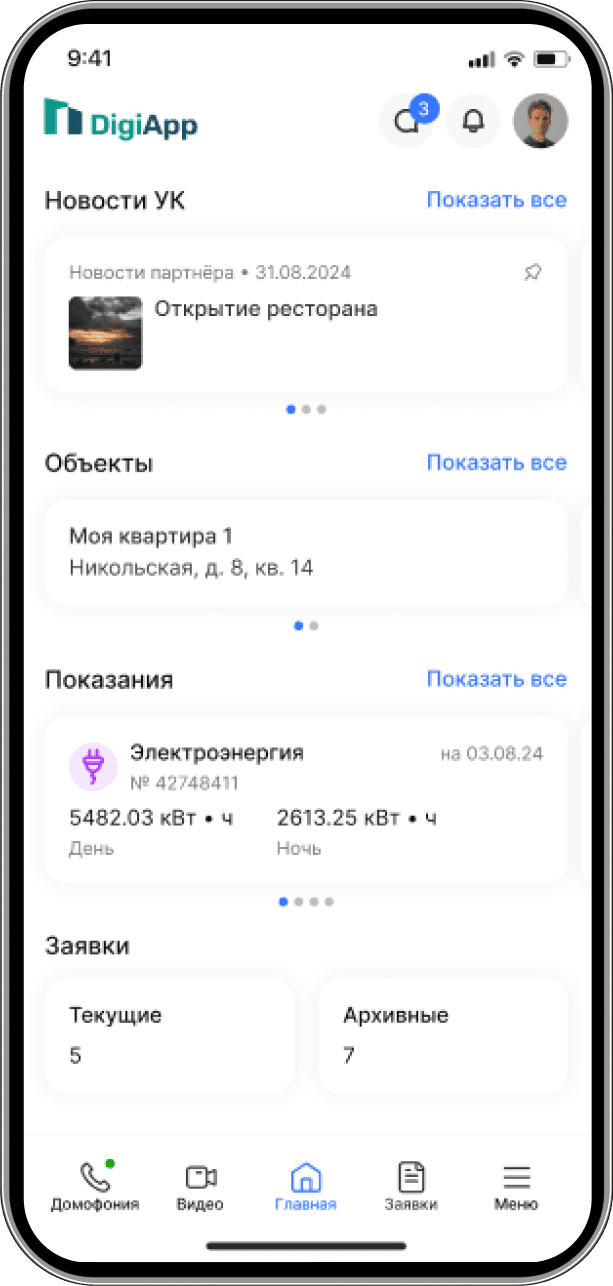 9:41
DigiApp
3
Новости УК
Показать все
Новости партнёра • 31.08.2024
Открытие ресторана
Объекты
Показать все
Моя квартира 1
Никольская, д. 8, кв. 14
Показания
Показать все
Электроэнергия
на 03.08.24
№ 42748411
5482.03 кВт • ч
2613.25 кВт • ч
День
Ночь
Заявки
Текущие
Архивные
5
7
Домофония
Видео
Главная
Заявки
Меню